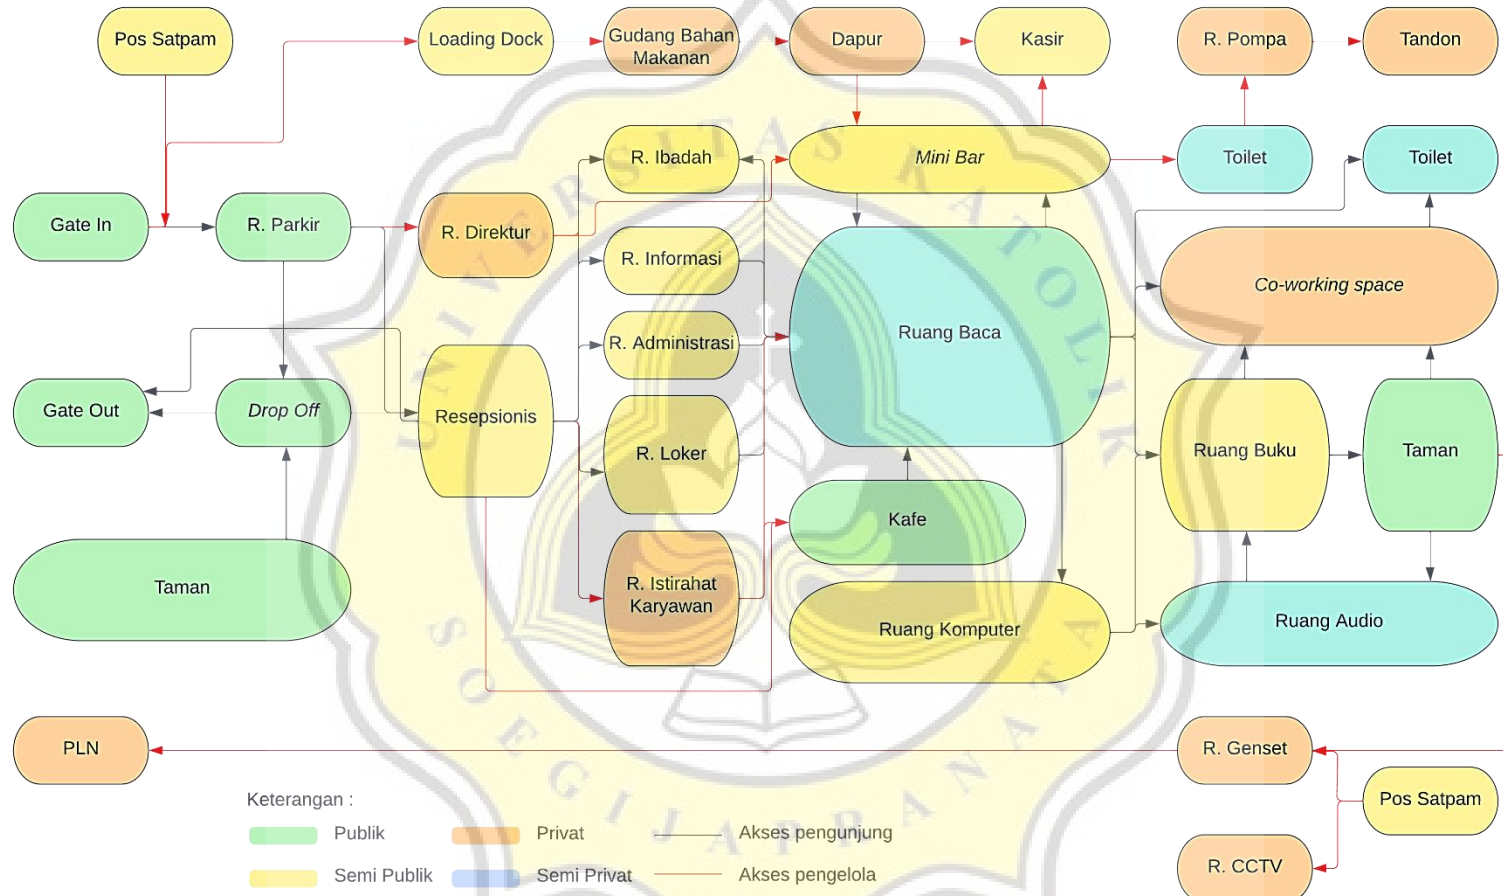 Pos Satpam
Loading Dock
Gudang Bahan
Makanan
Dapur
Kasir
R. Pompa
Tandon
R. Ibadah
Mini Bar
Toilet
Toilet
Gate In
R. Parkir
R. Direktur
R. Informasi
Co-working space
R. Administrasi
Ruang Baca
Gate Out
Drop Off
Resepsionis
R. Loker
Ruang Buku
Taman
Kafe
Taman
R. Istirahat
Karyawan
Ruang Komputer
Ruang Audio
PLN
R. Genset
Pos Satpam
R. CCTV
Keterangan :
Publik
Privat
Akses pengunjung
Semi Publik
Semi Privat
Akses pengelola
UNIVERSITAS KATOLIK
SOEGIJAPRANATA